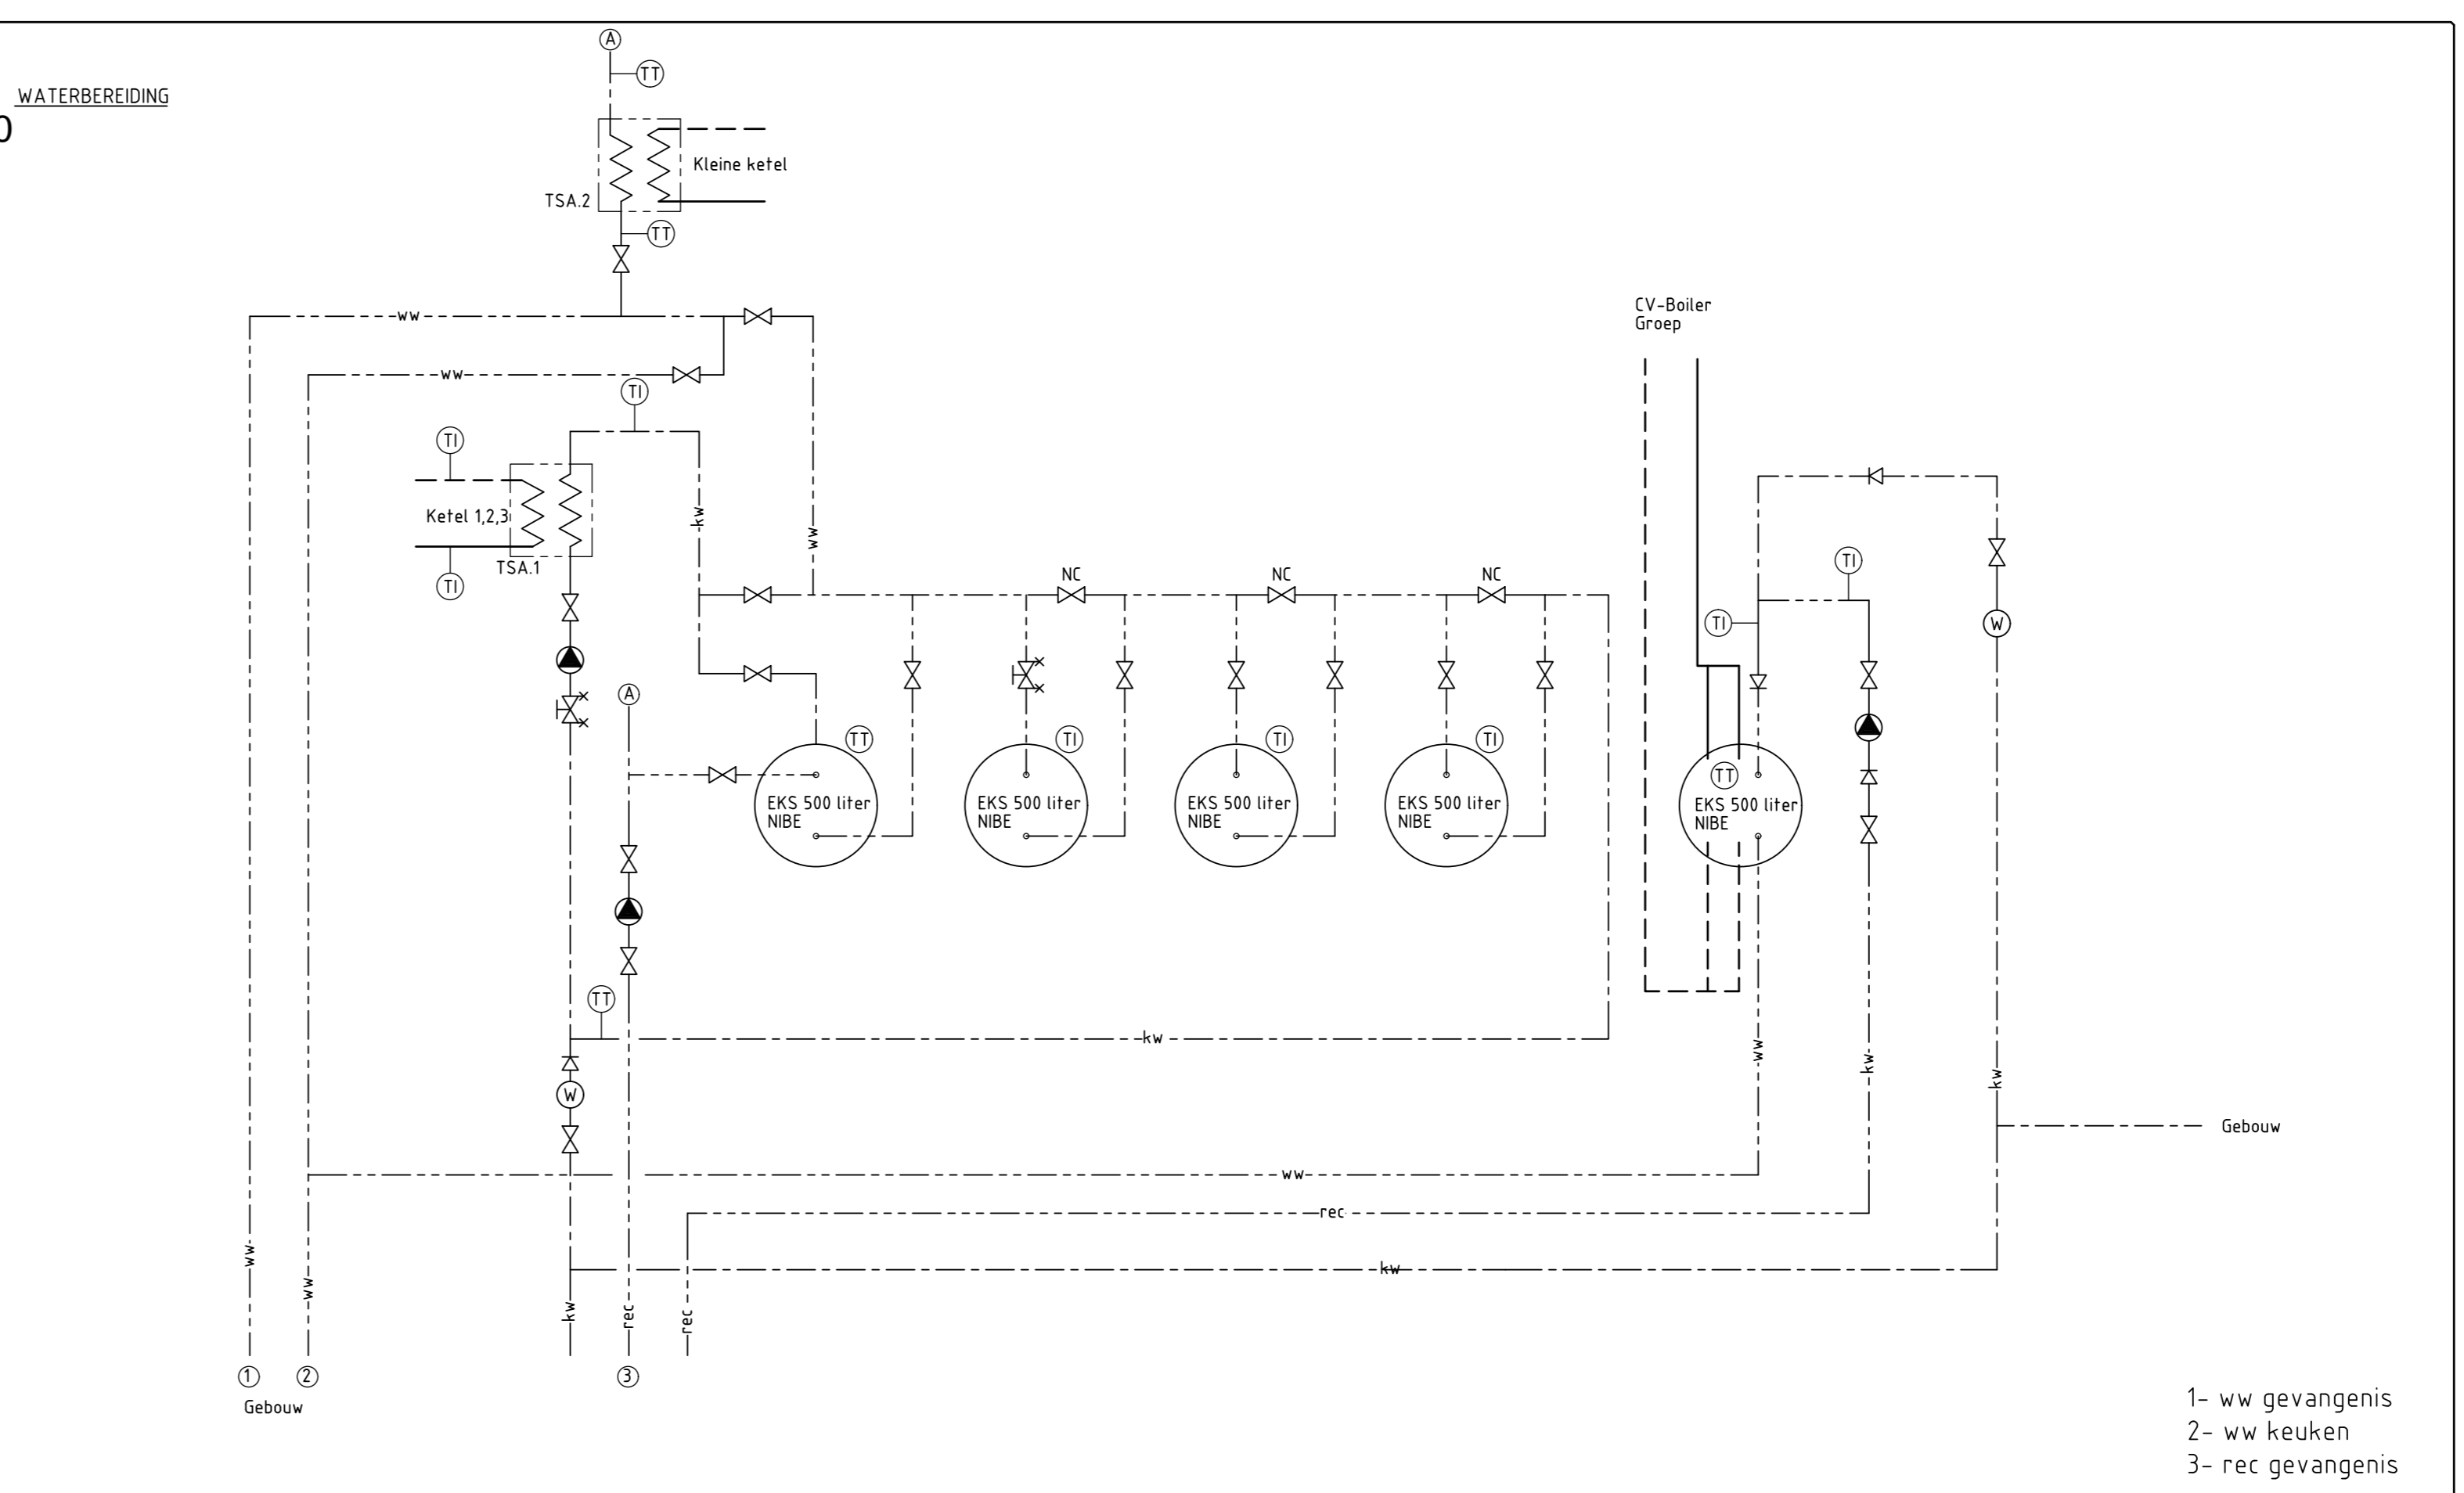 A
TT
WATERBEREIDING
0
Kleine ketel
TSA.2
TT
CV-Boiler
Groep
ww
ww
TI
TI
Ketel 1,2,3
kw
ww
TSA.1
TI
NC
NC
NC
TI
TI
W
A
TT
TI
TI
TI
TT
EKS 500 liter
NIBE
EKS 500 liter
NIBE
EKS 500 liter
NIBE
EKS 500 liter
NIBE
EKS 500 liter
NIBE
TT
kw
ww
kw
kw
W
Gebouw
ww
rec
ww
kw
ww
kw
rec
rec
1
2
3
Gebouw
1- ww gevangenis
2- ww keuken
3- rec gevangenis